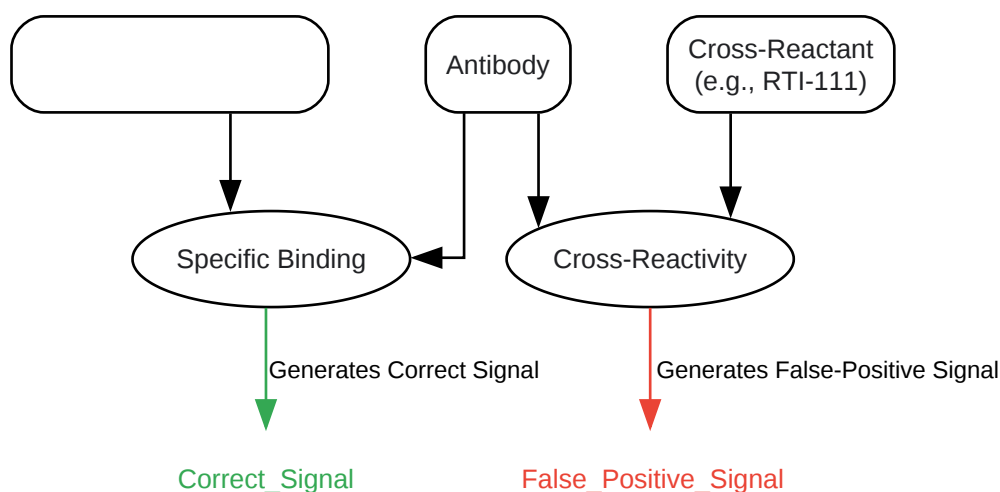 Antibody
Cross-Reactant
(e.g., RTI-111)
Specific Binding
Cross-Reactivity
Generates Correct Signal
Generates False-Positive Signal
Correct_Signal
False_Positive_Signal